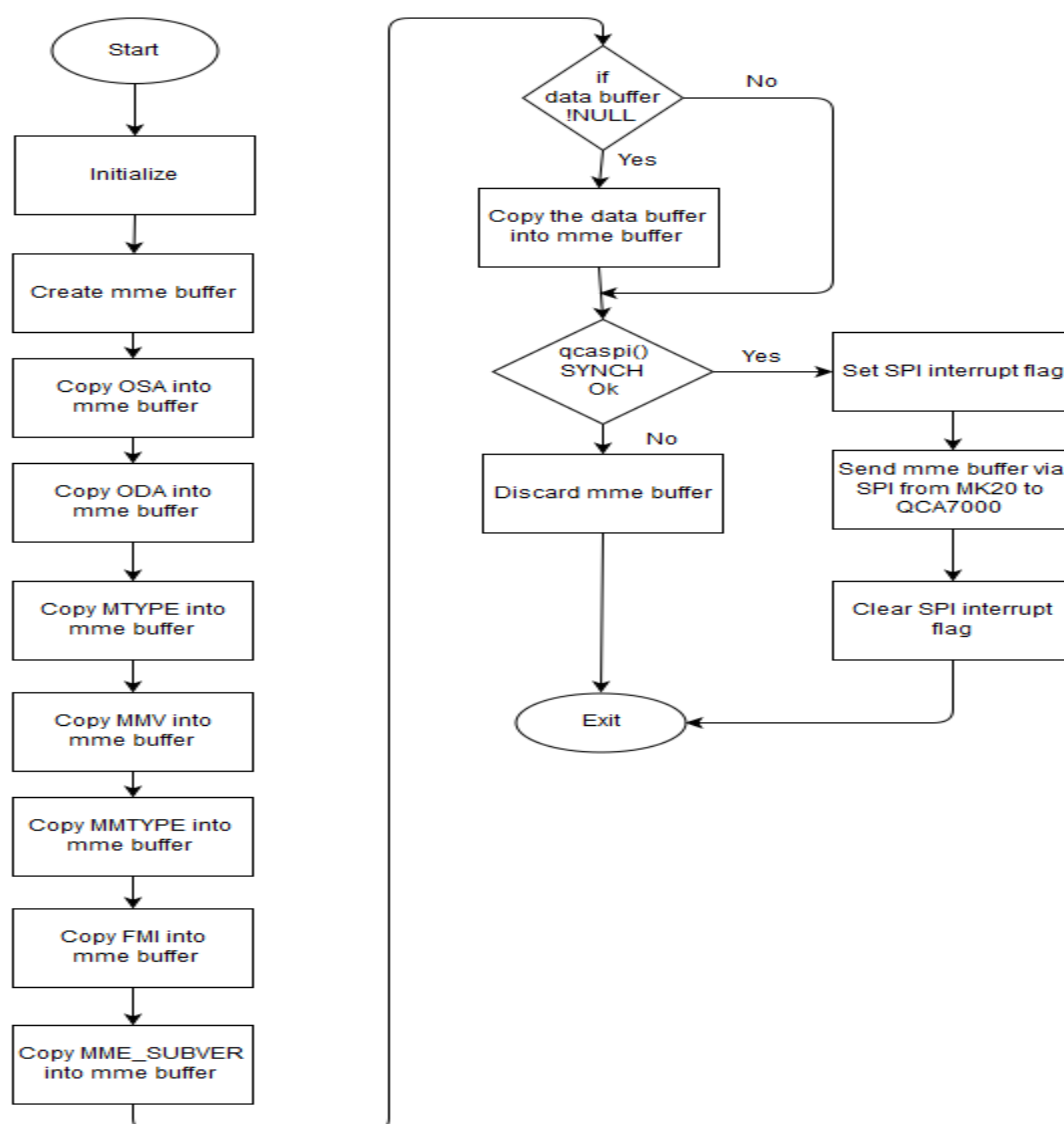 Start
Initialize
Create mme buffer
Copy OSA into
mme buffer
Copy ODA into
mme buffer
Copy MTYPE into
mme buffer
Copy MMV into
mme buffer
Copy MMTYPE into
mme buffer
Copy FMI into
mme buffer
Copy MME_SUBVER
into mme buffer
if
data buffer
!NULL
No
Yes
Copy the data buffer
into mme buffer
qcaspi()
SYNCH
Ok
Yes
No
Discard mme buffer
Set SPI interrupt flag
Send mme buffer via
SPI from MK20 to
QCA7000
Clear SPI interrupt
flag
Exit